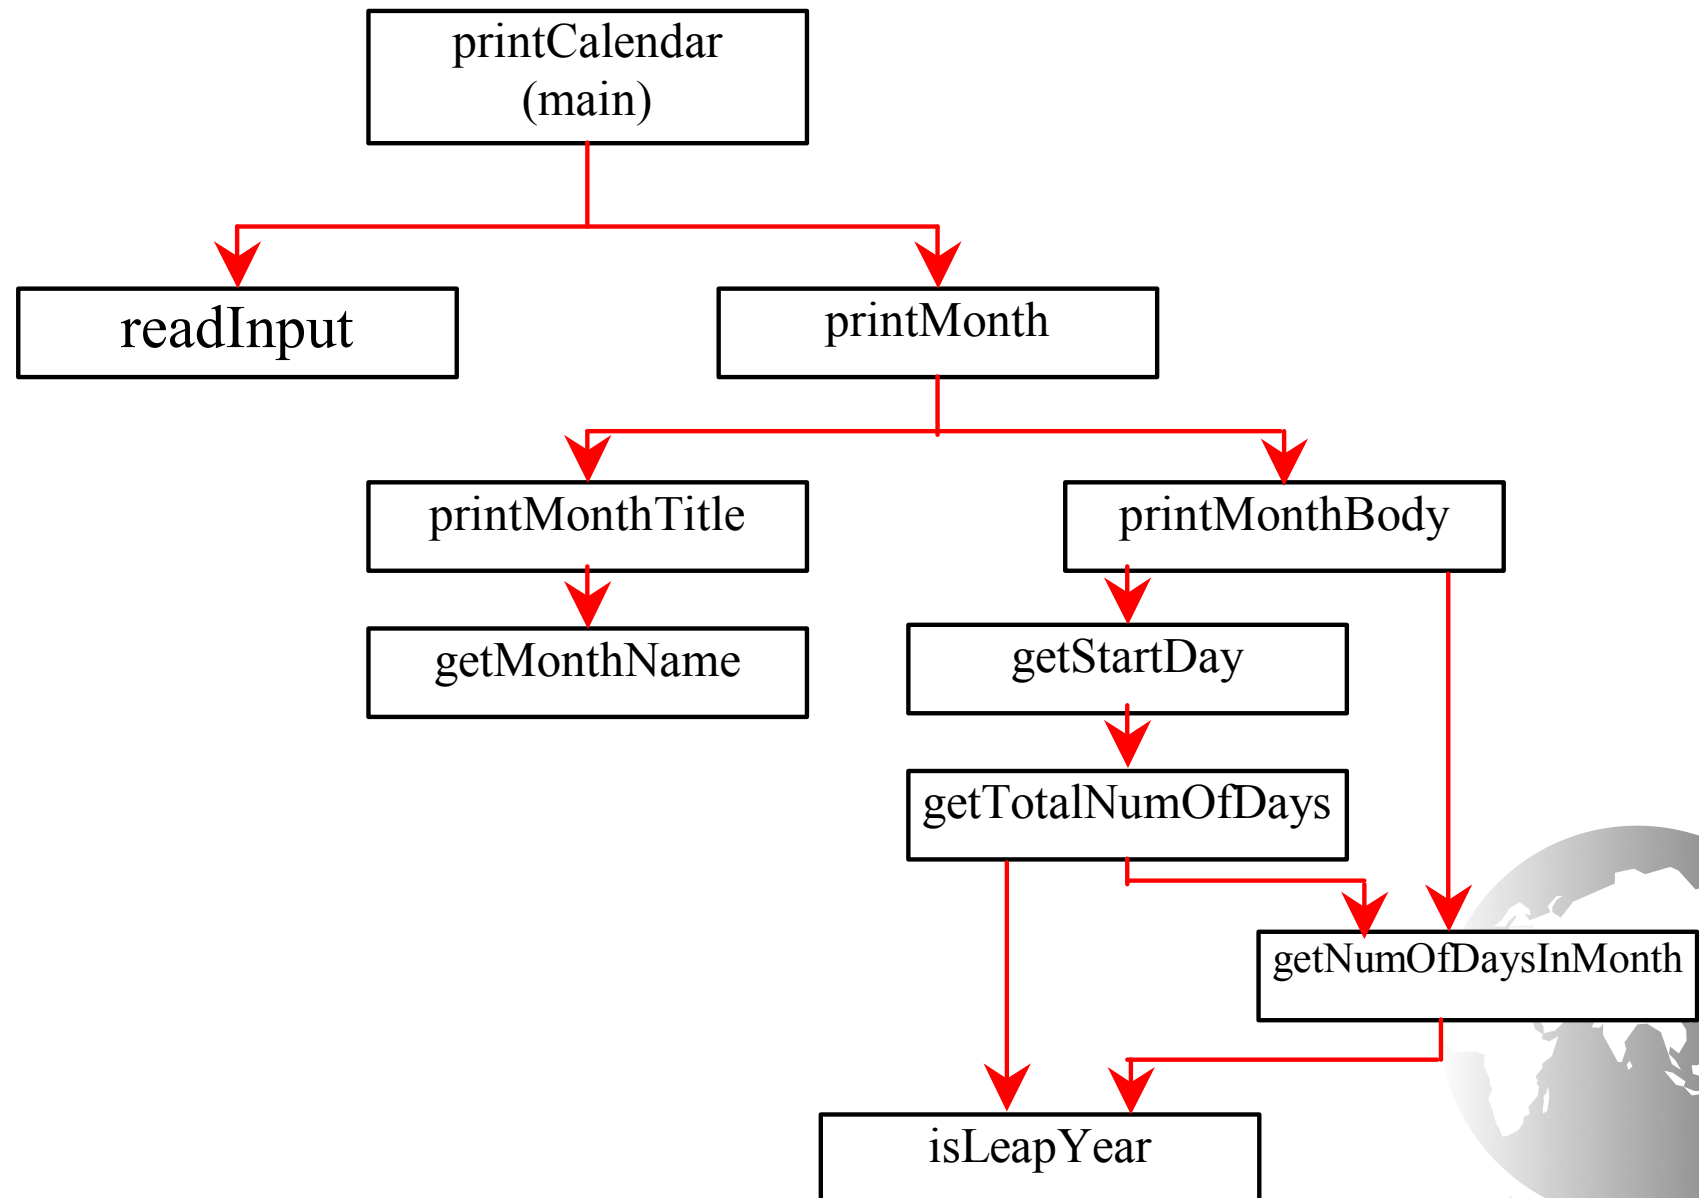 printCalendar
(main)
readInput
printMonth
printMonthTitle
printMonthBody
getMonthName
getStartDay
getTotalNumOfDays
getNumOfDaysInMonth
isLeapYear